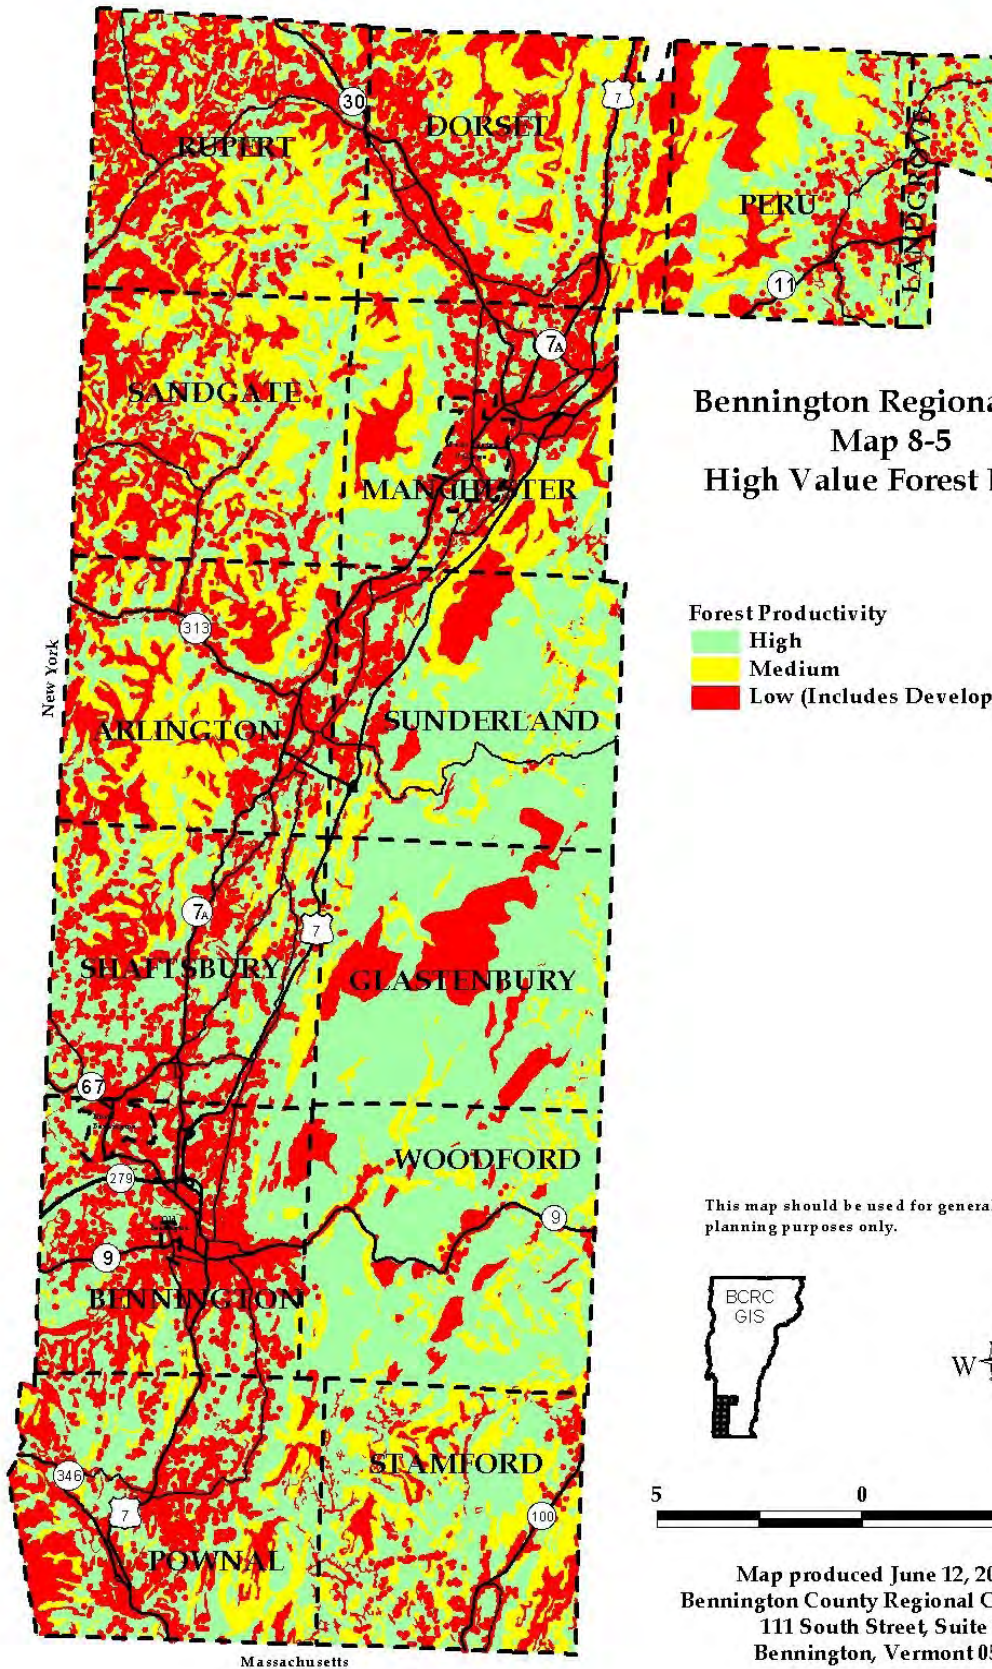 30
7
DORSET
RUPERT
PERU
LANDGROVE
11
7A
SANDGATE
Bennington Regiona
Map 8-5
High Value Forest
MANCHESTER
Forest Productivity
High
Medium
Low (Includes Develop
313
New York
ARLINGTON
SUNDERLAND
7A
7
SHAFTSBURY
GLASTENBURY
67
WOODFORD
279
9
9
This map should be used for general
planning purposes only.
BENNINGTON
BCRC
GIS
W
STAMFORD
346
7
100
5
0
POWNAL
Map produced June 12, 20
Bennington County Regional C
111 South Street, Suite
Bennington, Vermont 05
Massachusetts